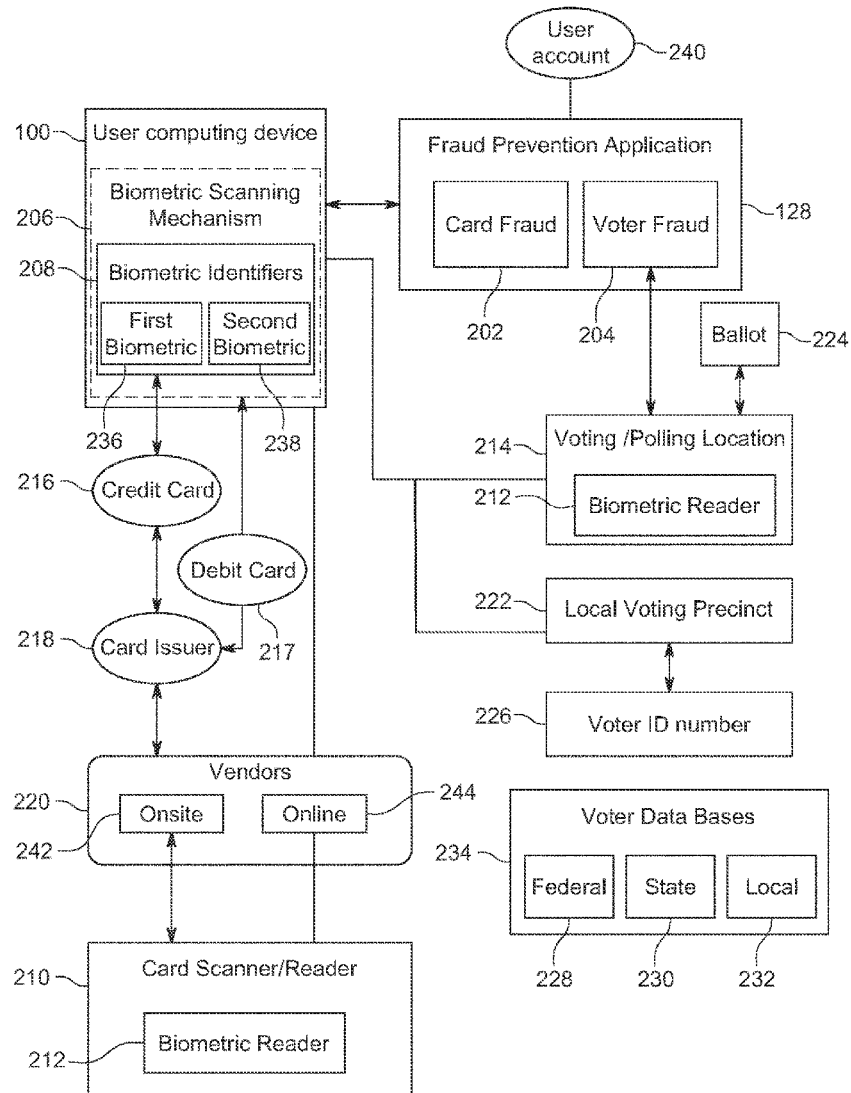 User
account
240
100
User computing device
Fraud Prevention Application
206
Biometric Scanning
Mechanism
Card Fraud
Voter Fraud
128
208
Biometric Identifiers
First
Biometric
Second
Biometric
202
204
Ballot
224
236
238
214
Voting /Polling Location
216
Credit Card
212
Biometric Reader
Debit Card
222
Local Voting Precinct
218
Card Issuer
217
226
Voter ID number
Vendors
220
Onsite
Online
244
242
Voter Data Bases
234
Federal
State
Local
210
Card Scanner/Reader
228
230
232
212
Biometric Reader